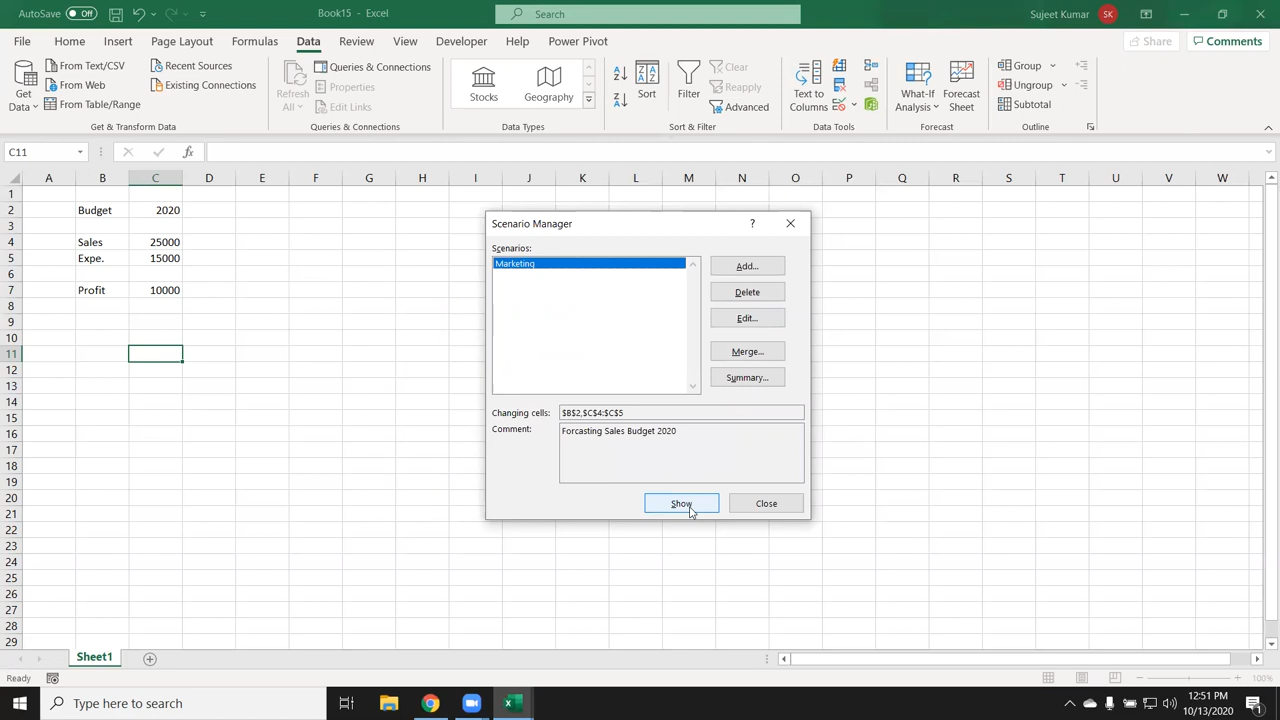 AutoSave Off Book15 - Excel Search Sujeet Kumar SK
File Home Insert Page Layout Formulas Data Review View Developer Help Power Pivot Share Comments
Get Data From Text/CSV From Web From Table/Range Recent Sources Existing Connections
Refresh All Queries & Connections Properties Edit Links
Stocks Geography
Sort Filter Clear Reapply Advanced
Text to Columns
What-If Analysis Forecast Sheet
Group Ungroup Subtotal
Get & Transform Data Queries & Connections Data Types Sort & Filter Data Tools Forecast Outline
C11 fx
A B C D E F G H I J K L M N O P Q R S T U V W
1
2 Budget 2020
3
4 Sales 25000
5 Expe. 15000
6
7 Profit 10000
8
9
10
11
12
13
14
15
16
17
18
19
20
21
22
23
24
25
26
27
28
29
Scenario Manager ?
Scenarios:
Marketing
Add...
Delete
Edit...
Merge...
Summary...
Changing cells: $B$2,$C$4:$C$5
Comment: Forcasting Sales Budget 2020
Show Close
Sheet1
Ready 100%
Type here to search 12:51 PM
10/13/2020